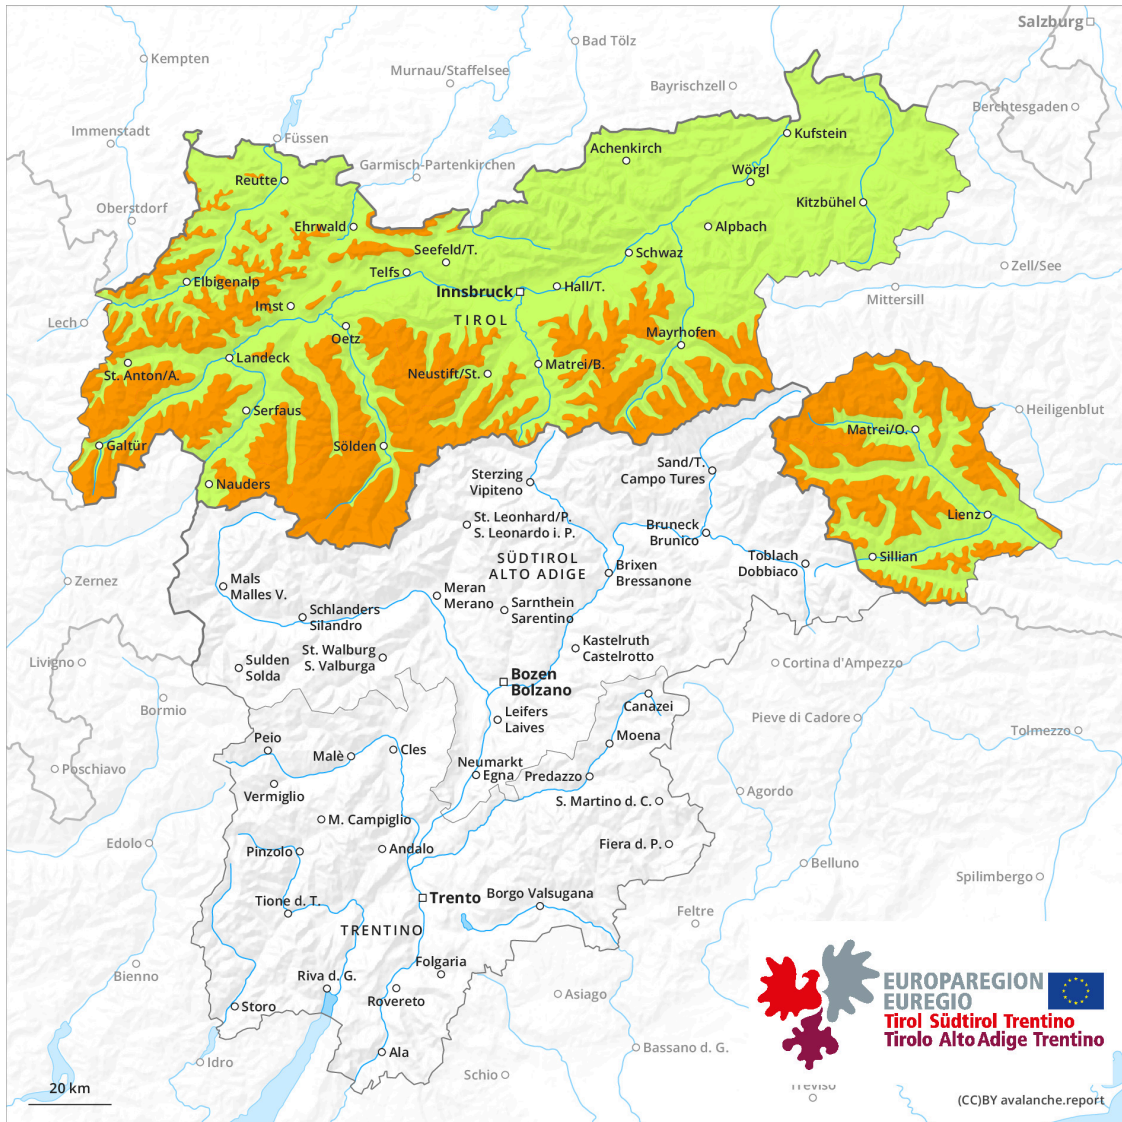 Salzburg
Bad Tölz
Kempten
Murnau/Staffelsee
Bayrischzell
Berchtesgaden
Immenstadt
Füssen
Kufstein
Achenkirch
Garmisch-Partenkirchen
Wörgl
Reutte
Kitzbühel
Oberstdorf
Ehrwald
Alpbach
Seefeld/T.
Schwaz
Zell/See
Telfs
Elbigenalp
Hall/T.
Innsbruck
Mittersill
Imst
TIROL
Lech
Oetz
Mayrhofen
Landeck
Matrei/B.
St. Anton/A.
Neustift/St.
Serfaus
Heiligenblut
Matrei/O.
Galtür
Sölden
Sand/T.
Campo Tures
Sterzing
Vipiteno
Nauders
Lienz
St. Leonhard/P.
S. Leonardo i. P.
Bruneck
Brunico
SÜDTIROL
ALTO ADIGE
Toblach
Dobbiaco
Sillian
Brixen
Bressanone
Zernez
Mals
Malles V.
Meran
Merano
Sarnthein
Sarentino
Schlanders
Silandro
Kastelruth
Castelrotto
St. Walburg
S. Valburga
Livigno
Sulden
Solda
Cortina d'Ampezzo
Bozen
Bolzano
Bormio
Canazei
Leifers
Laives
Pieve di Cadore
Tolmezzo
Peio
Moena
Malè
Cles
Neumarkt
Egna
Predazzo
Poschiavo
Vermiglio
Agordo
S. Martino d. C.
M. Campiglio
Edolo
Pinzolo
Andalo
Fiera d. P.
Belluno
Spilimbergo
Trento
Borgo Valsugana
Tione d. T.
Feltre
TRENTINO
Folgaria
Bienno
Riva d. G.
Rovereto
Asiago
Storo
EUROPAREGION
EUREGIO
Tirol Südtirol Trentino
Tirolo Alto Adige Trentino
Ala
Bassano d. G.
Idro
Schio
Treviso
20 km
(CC)BY avalanche.report